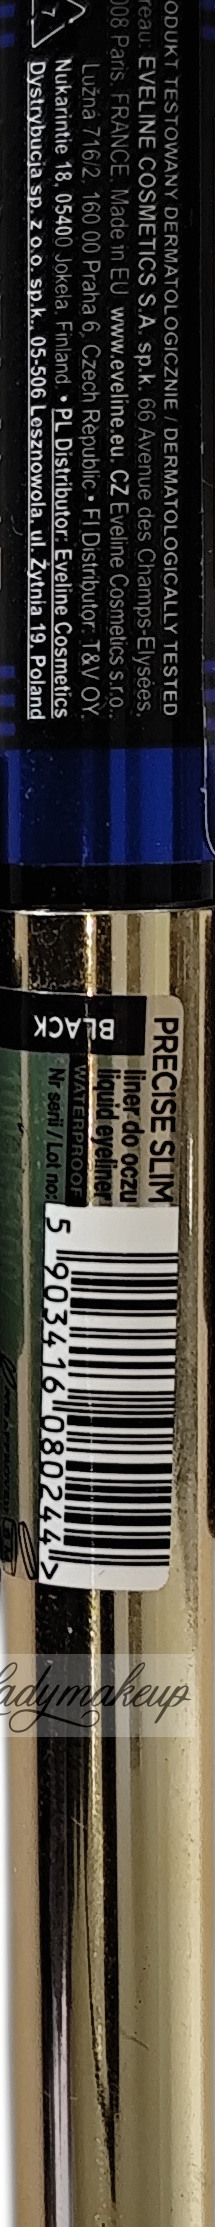 ODUKT TESTOWANY DERMATOLOGICZNIE / DERMATOLOGICALLY TESTED
reau: EVELINE COSMETICS S.A. sp.k. 66 Avenue des Champs-Elysées,
008 Paris, FRANCE, Made in EU, www.eveline.eu, CZ Eveline Cosmetics s.r.o.,
Lužná 716/2, 160 00 Praha 6, Czech Republic • FI Distributor: T&V OY,
Nukarintie 18, 05400 Jokela, Finland • PL Distributor: Eveline Cosmetics
Dystrybucja sp. z o.o. sp.k., 05-506 Lesznowola, ul. Żytnia 19, Poland
PRECISE SLIM
liner do oczu
liquid eyeliner
WATERPROOF
Nr serii / Lot no:
BLACK
5 903416 080244 >
ladymakeup